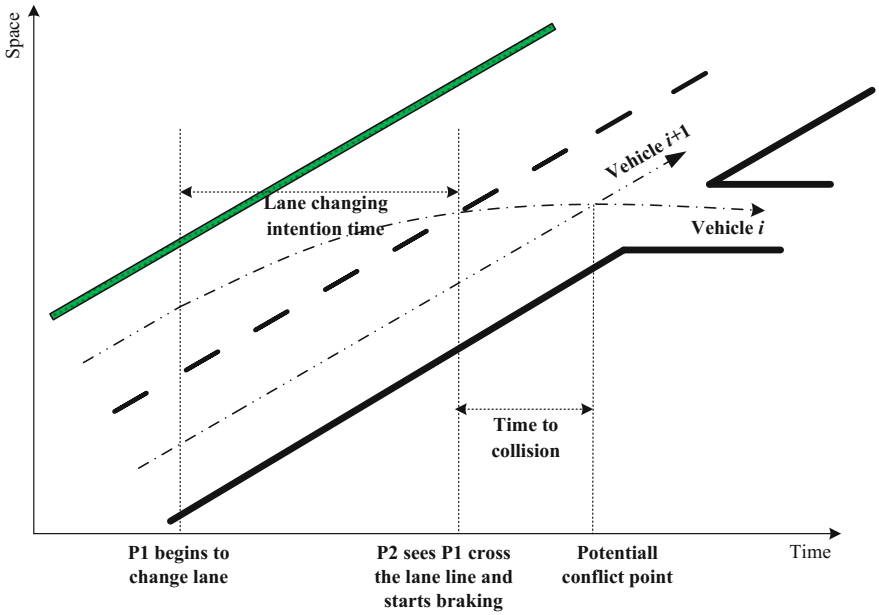 Space
Vehicle i+1
Lane changing
intention time
Vehicle i
Time to
collision
P1 begins to
change lane
P2 sees P1 cross
the lane line and
starts braking
Potentiall
conflict point
Time